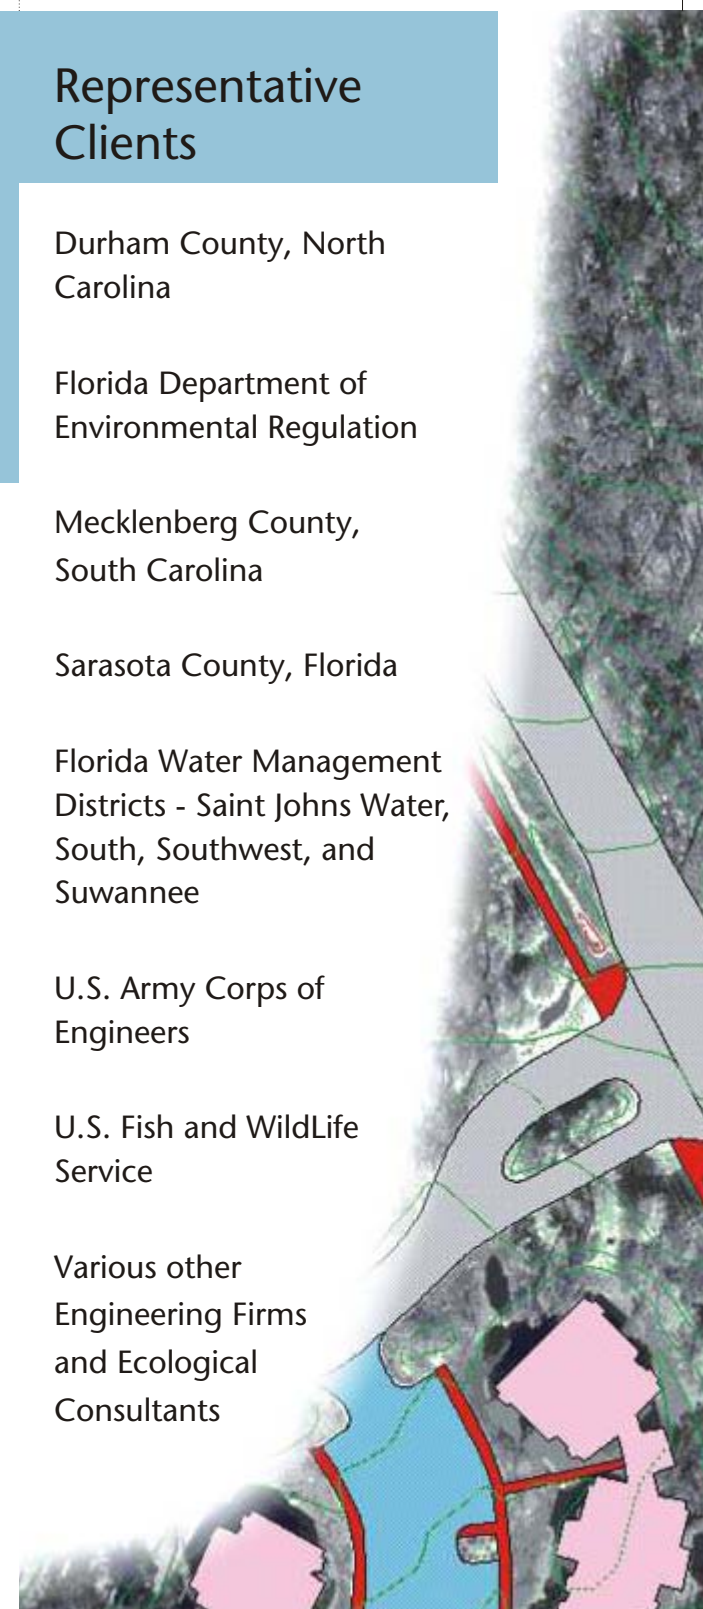 Representative
Clients
Durham County, North
Carolina
Florida Department of
Environmental Regulation
Mecklenberg County,
South Carolina
Sarasota County, Florida
Florida Water Management
Districts - Saint Johns Water,
South, Southwest, and
Suwannee
U.S. Army Corps of
Engineers
U.S. Fish and WildLife
Service
Various other
Engineering Firms
and Ecological
Consultants